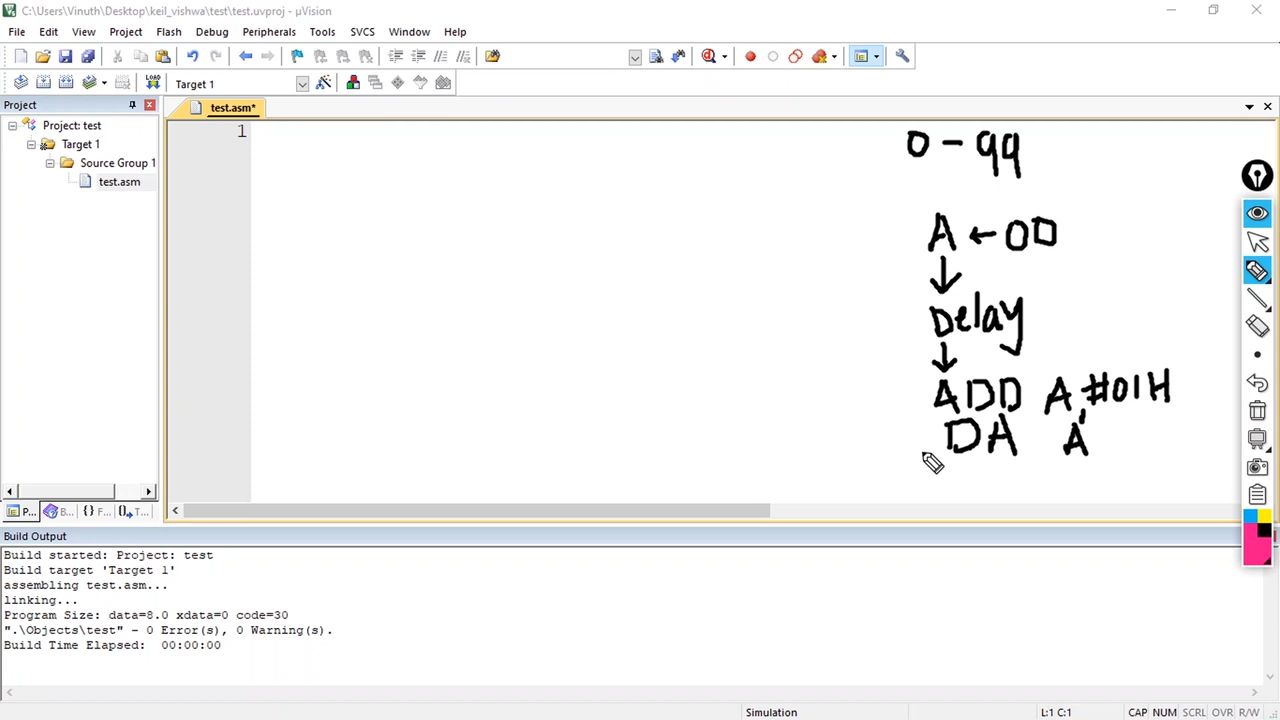 C:\Users\Vinuth\Desktop\keil_vishwa\test\test.uvproj - µVision
File Edit View Project Flash Debug Peripherals Tools SVCS Window Help
Target 1
Project
test.asm*
Project: test
Target 1
Source Group 1
test.asm
1
0 - 99
A ← 00
↓
Delay
↓
ADD A,#01H
DA A
P... B... {} F... T...
Build Output
Build started: Project: test
Build target 'Target 1'
assembling test.asm...
linking...
Program Size: data=8.0 xdata=0 code=30
".\Objects\test" - 0 Error(s), 0 Warning(s).
Build Time Elapsed:  00:00:00
Simulation L:1 C:1 CAP NUM SCRL OVR R/W